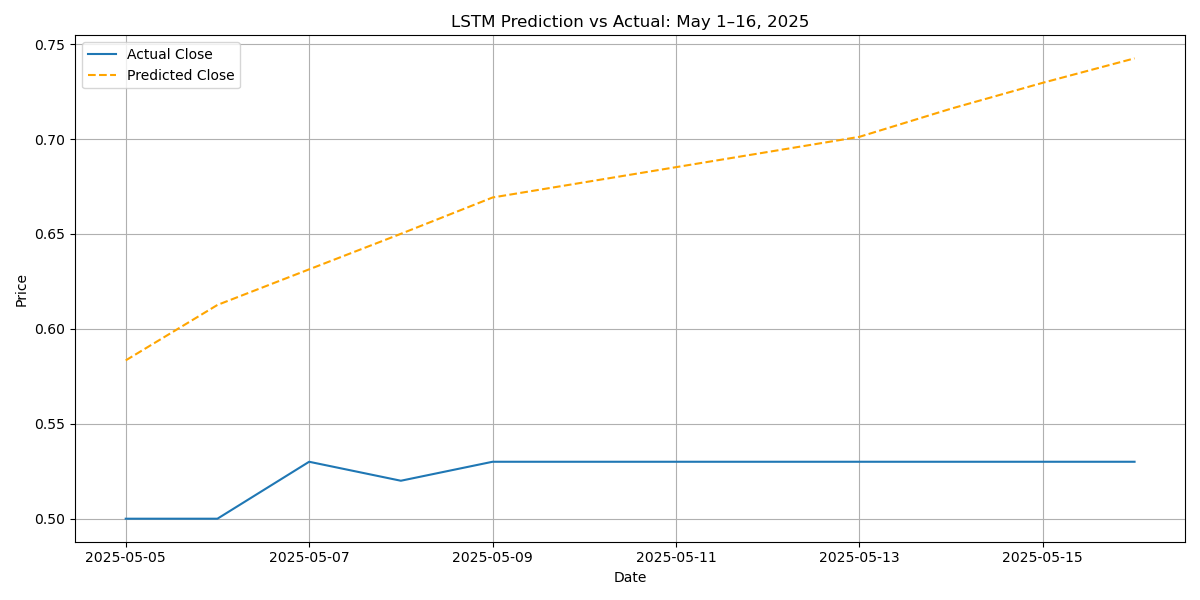 LSTM Prediction vs Actual: May 1–16, 2025
Actual Close
Predicted Close
Price
0.75
0.70
0.65
0.60
0.55
0.50
2025-05-05 2025-05-07 2025-05-09 2025-05-11 2025-05-13 2025-05-15
Date